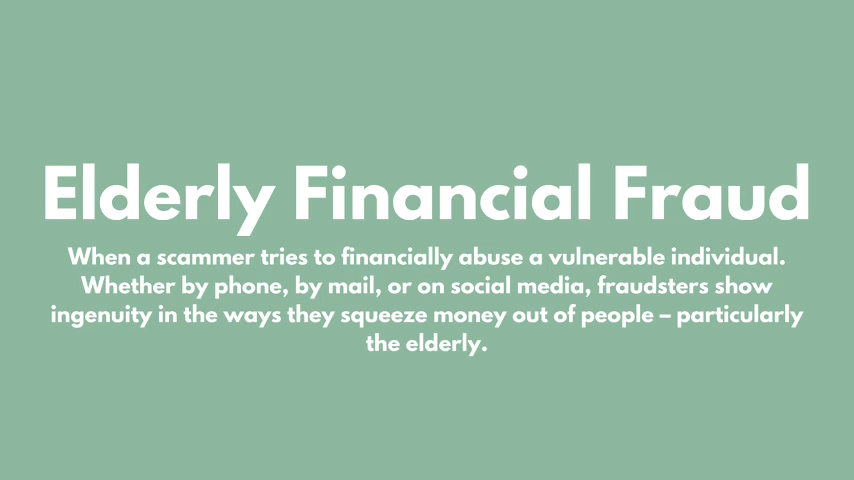 Elderly Financial Fraud
When a scammer tries to financially abuse a vulnerable individual.
Whether by phone, by mail, or on social media, fraudsters show
ingenuity in the ways they squeeze money out of people – particularly
the elderly.